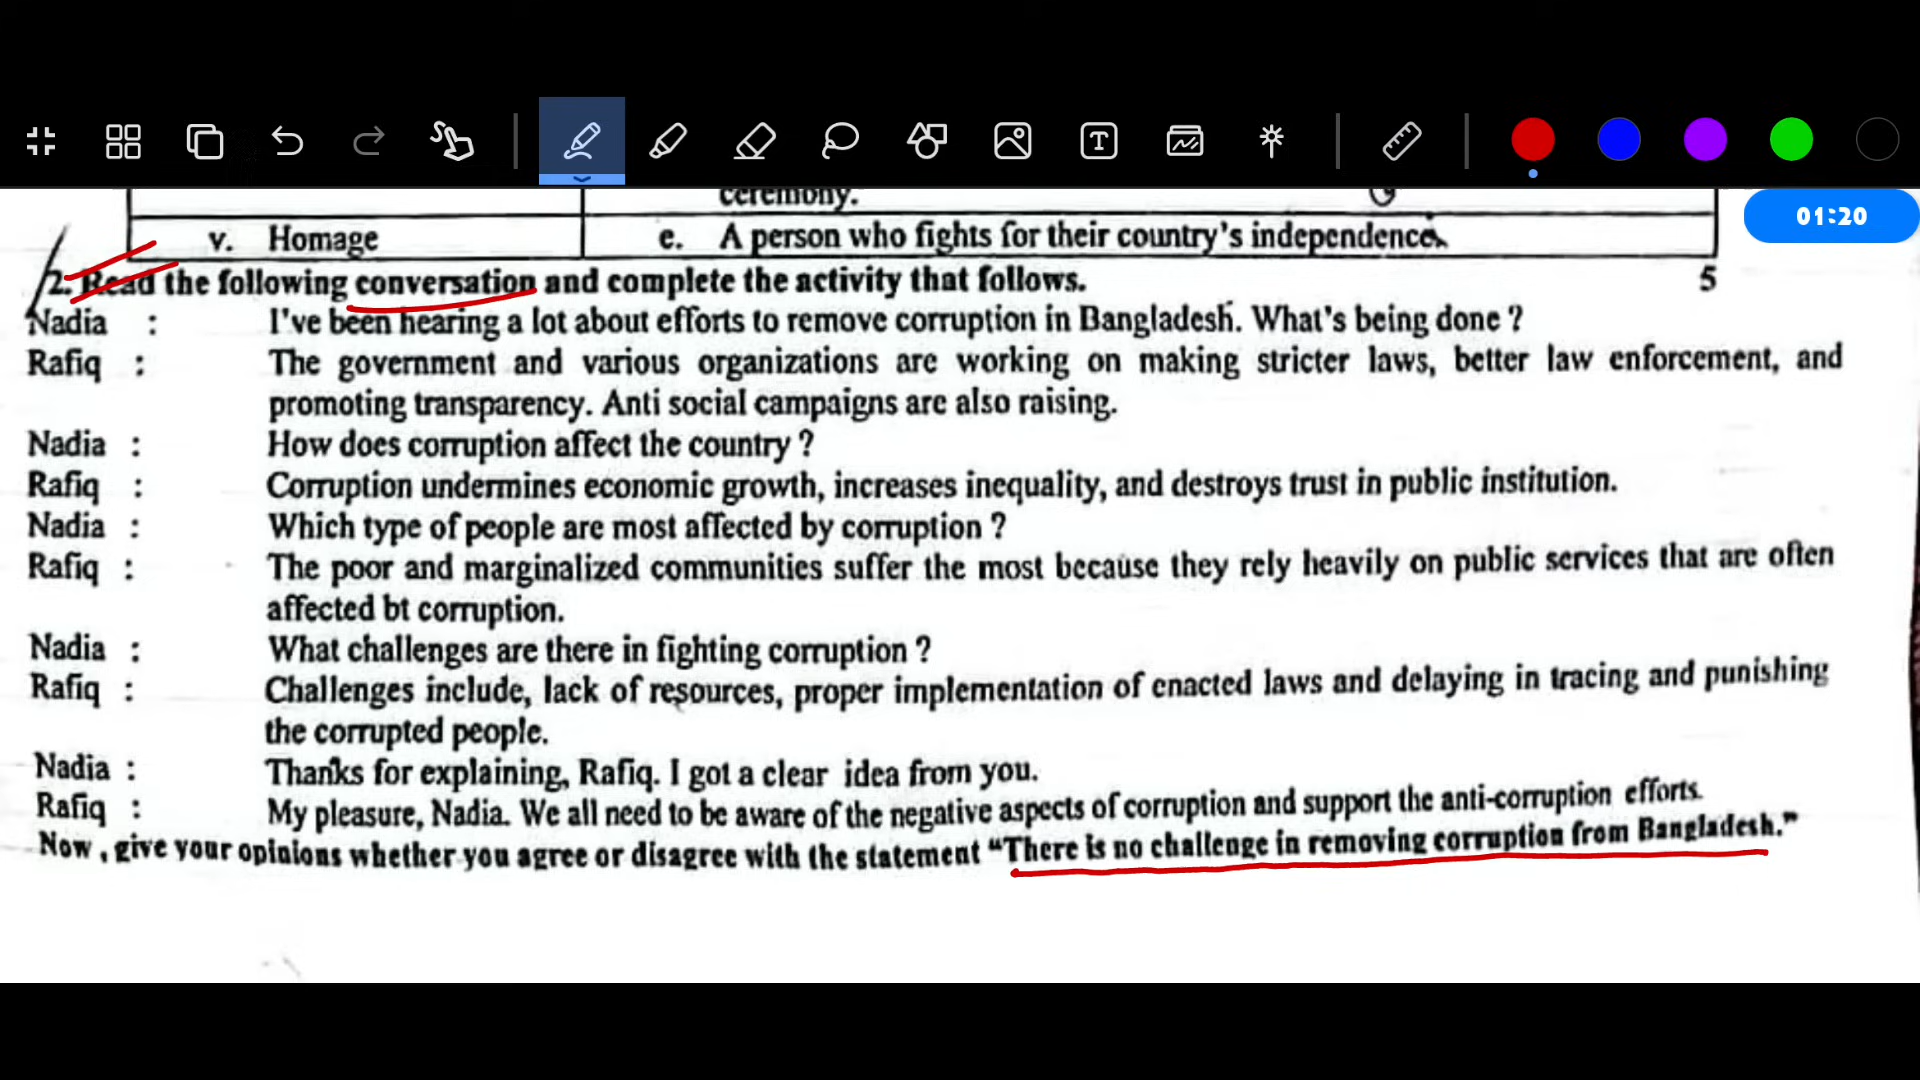 01:20
ceremony.
v. Homage e. A person who fights for their country's independence.
2. Read the following conversation and complete the activity that follows. 5
Nadia : I've been hearing a lot about efforts to remove corruption in Bangladesh. What's being done ?
Rafiq : The government and various organizations are working on making stricter laws, better law enforcement, and
promoting transparency. Anti social campaigns are also raising.
Nadia : How does corruption affect the country ?
Rafiq : Corruption undermines economic growth, increases inequality, and destroys trust in public institution.
Nadia : Which type of people are most affected by corruption ?
Rafiq : The poor and marginalized communities suffer the most because they rely heavily on public services that are often
affected bt corruption.
Nadia : What challenges are there in fighting corruption ?
Rafiq : Challenges include, lack of resources, proper implementation of enacted laws and delaying in tracing and punishing
the corrupted people.
Nadia : Thanks for explaining, Rafiq. I got a clear idea from you.
Rafiq : My pleasure, Nadia. We all need to be aware of the negative aspects of corruption and support the anti-corruption efforts.
Now , give your opinions whether you agree or disagree with the statement “There is no challenge in removing corruption from Bangladesh.”